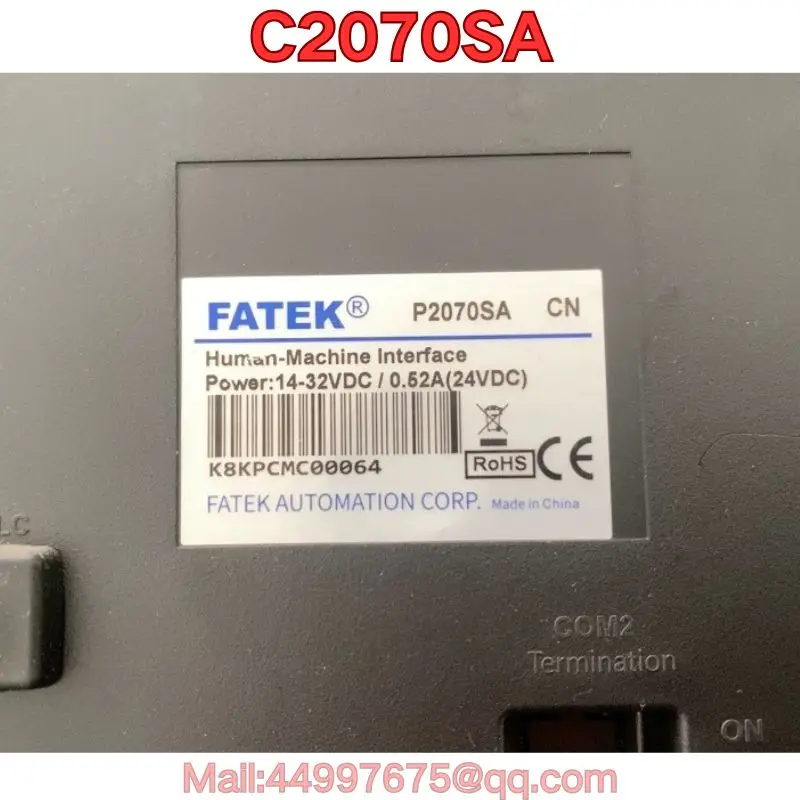 C2070SA
FATEK® P2070SA CN
Human-Machine Interface
Power:14-32VDC / 0.52A(24VDC)
K8KPCMC00064
RoHS CE
FATEK AUTOMATION CORP. Made in China
LC
COM2
Termination
ON
Mall:44997675@qq.com